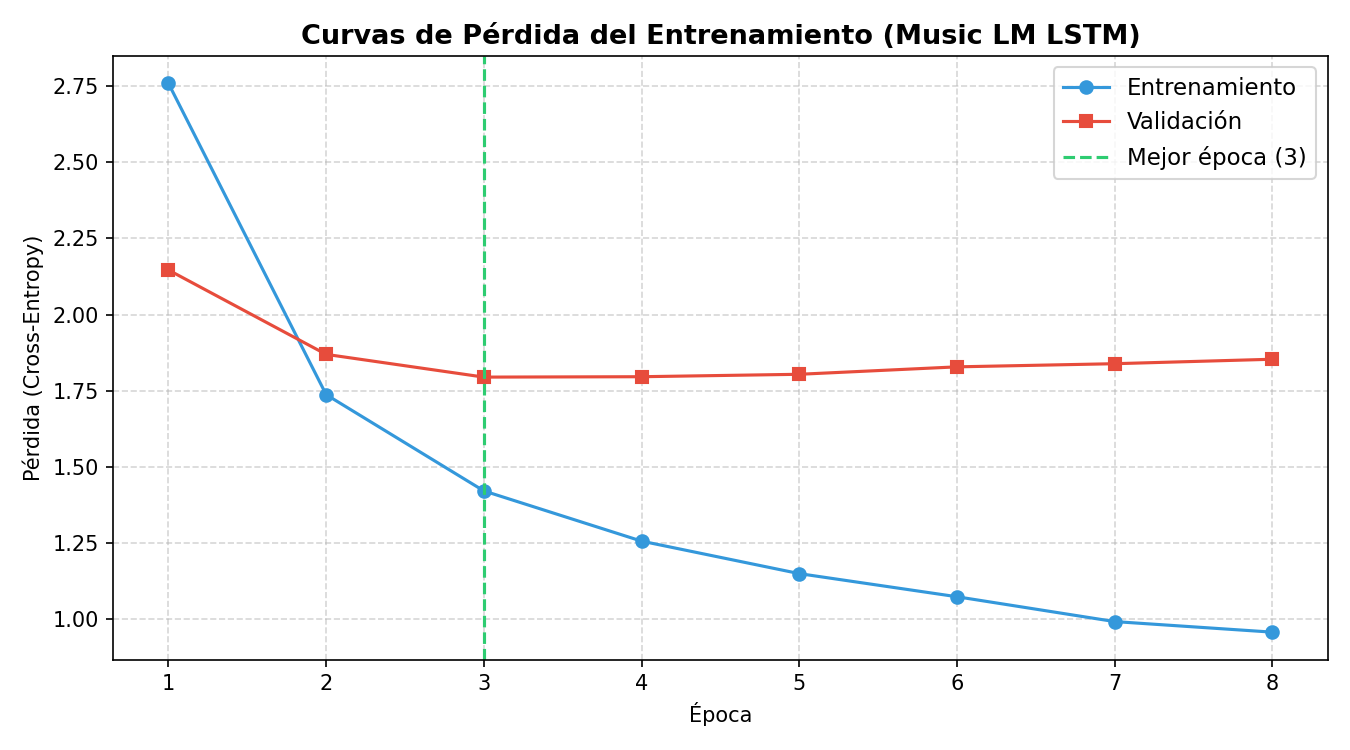 Curvas de Pérdida del Entrenamiento (Music LM LSTM)
Entrenamiento
Validación
Mejor época (3)
Pérdida (Cross-Entropy)
2.75
2.50
2.25
2.00
1.75
1.50
1.25
1.00
1 2 3 4 5 6 7 8
Época